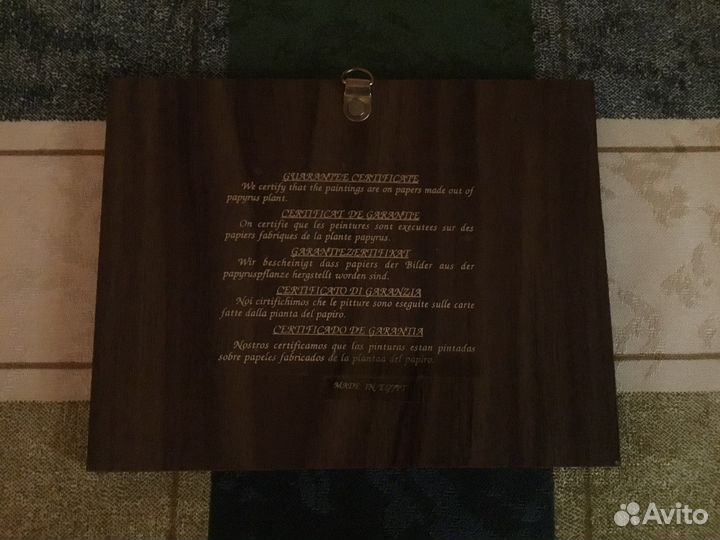 GUARANTEE CERTIFICATE
We certify that the paintings are on papers made out of
papyrus plant.
CERTIFICAT DE GARANTIE
On certifie que les peintures sont executees sur des
papiers fabriques de la plante papyrus.
GARANTIEZERTIFIKAT
Wir bescheinigt dass papiers der Bilder aus der
papyruspflanze hergstellt worden sind.
CERTIFICATO DI GARANZIA
Noi cirtifichimos che le pitture sono eseguite sulle carte
fatte dalla pianta del papiro.
CERTIFICADO DE GARANTIA
Nostros certificamos que las pinturas estan pintadas
sobre papeles fabricados de la plantaa del papiro.
MADE IN EGYPT
Avito